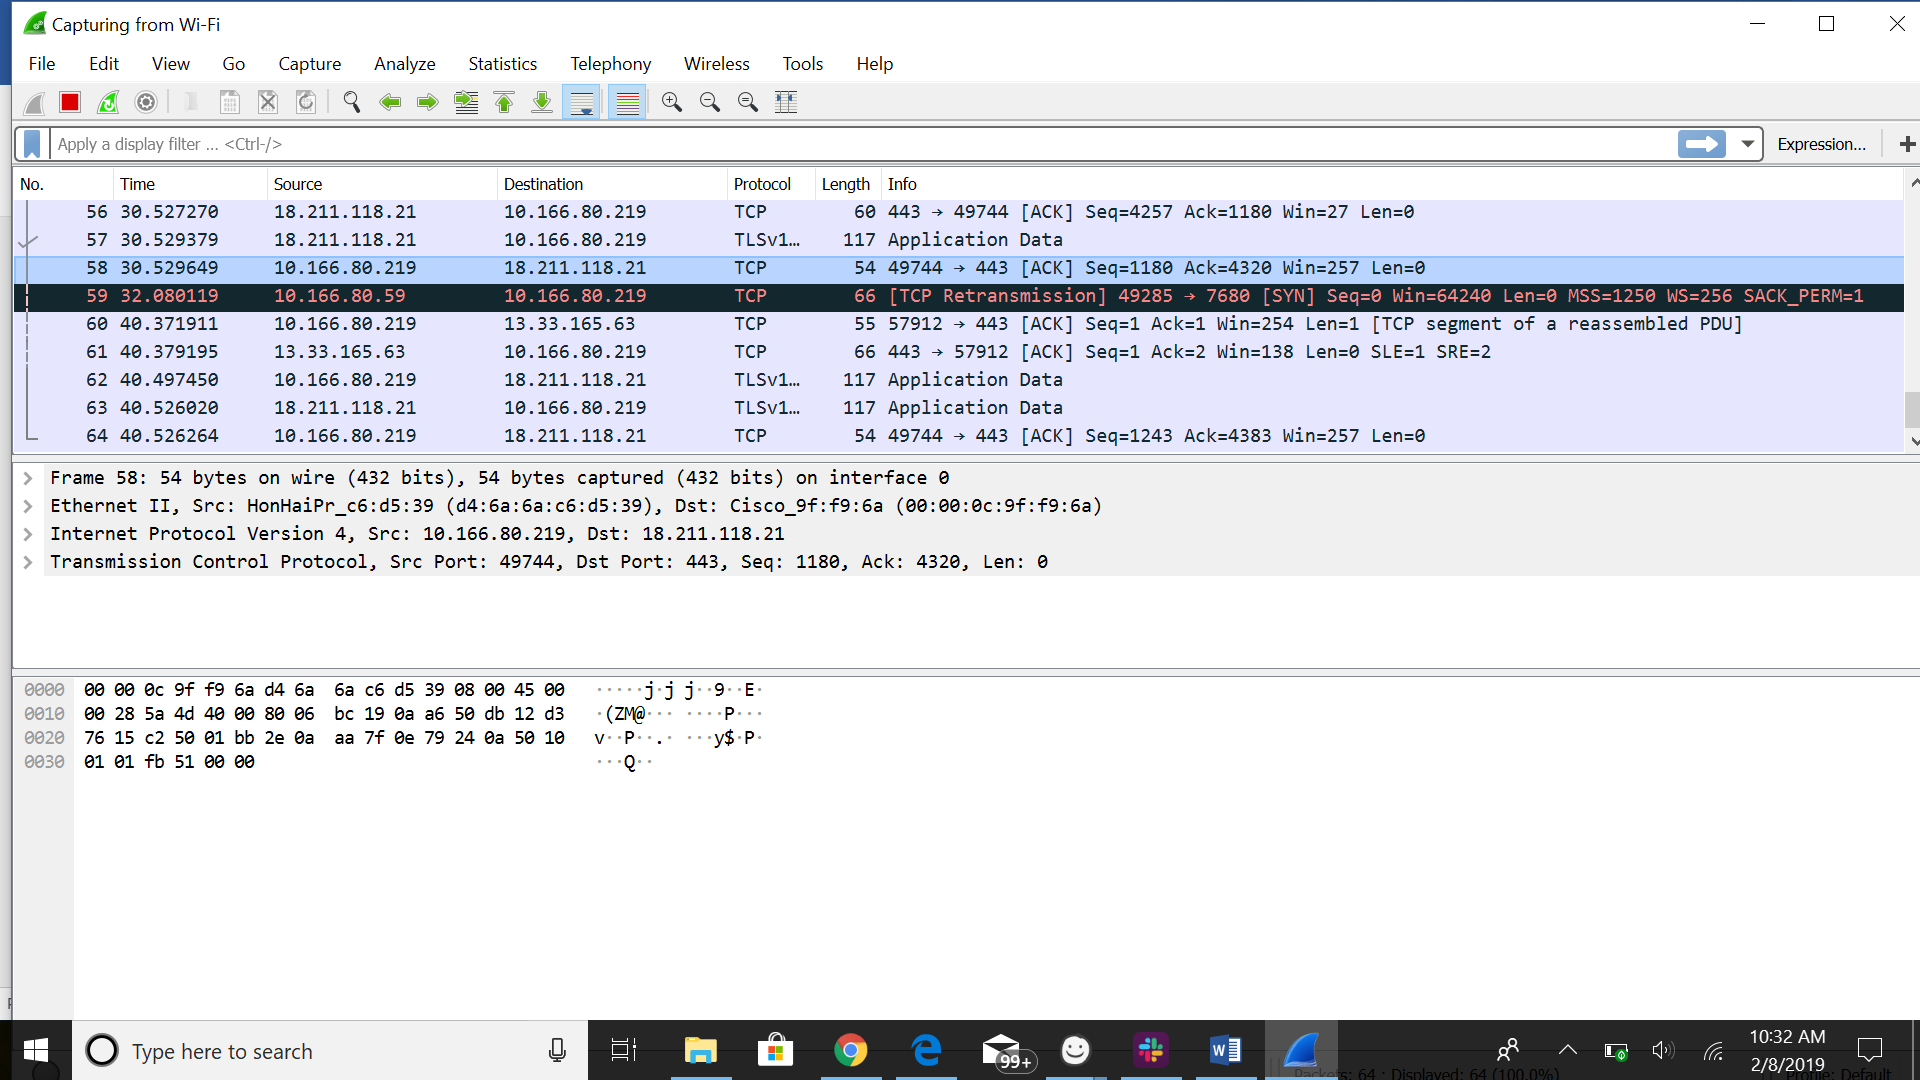 Capturing from Wi-Fi
File Edit View Go Capture Analyze Statistics Telephony Wireless Tools Help
Apply a display filter ... <Ctrl-/> Expression... +
No. Time Source Destination Protocol Length Info
56 30.527270 18.211.118.21 10.166.80.219 TCP 60 443 → 49744 [ACK] Seq=4257 Ack=1180 Win=27 Len=0
57 30.529379 18.211.118.21 10.166.80.219 TLSv1... 117 Application Data
58 30.529649 10.166.80.219 18.211.118.21 TCP 54 49744 → 443 [ACK] Seq=1180 Ack=4320 Win=257 Len=0
59 32.080119 10.166.80.59 10.166.80.219 TCP 66 [TCP Retransmission] 49285 → 7680 [SYN] Seq=0 Win=64240 Len=0 MSS=1250 WS=256 SACK_PERM=1
60 40.371911 10.166.80.219 13.33.165.63 TCP 55 57912 → 443 [ACK] Seq=1 Ack=1 Win=254 Len=1 [TCP segment of a reassembled PDU]
61 40.379195 13.33.165.63 10.166.80.219 TCP 66 443 → 57912 [ACK] Seq=1 Ack=2 Win=138 Len=0 SLE=1 SRE=2
62 40.497450 10.166.80.219 18.211.118.21 TLSv1... 117 Application Data
63 40.526020 18.211.118.21 10.166.80.219 TLSv1... 117 Application Data
64 40.526264 10.166.80.219 18.211.118.21 TCP 54 49744 → 443 [ACK] Seq=1243 Ack=4383 Win=257 Len=0
Frame 58: 54 bytes on wire (432 bits), 54 bytes captured (432 bits) on interface 0
Ethernet II, Src: HonHaiPr_c6:d5:39 (d4:6a:6a:c6:d5:39), Dst: Cisco_9f:f9:6a (00:00:0c:9f:f9:6a)
Internet Protocol Version 4, Src: 10.166.80.219, Dst: 18.211.118.21
Transmission Control Protocol, Src Port: 49744, Dst Port: 443, Seq: 1180, Ack: 4320, Len: 0
0000 00 00 0c 9f f9 6a d4 6a 6a c6 d5 39 08 00 45 00 ·····j·j j··9··E·
0010 00 28 5a 4d 40 00 80 06 bc 19 0a a6 50 db 12 d3 ·(ZM@··· ····P···
0020 76 15 c2 50 01 bb 2e 0a aa 7f 0e 79 24 0a 50 10 v··P··.· ···y$·P·
0030 01 01 fb 51 00 00 ···Q··
Type here to search
99+
10:32 AM
2/8/2019
Packets: 64 · Displayed: 64 (100.0%) Profile: Default